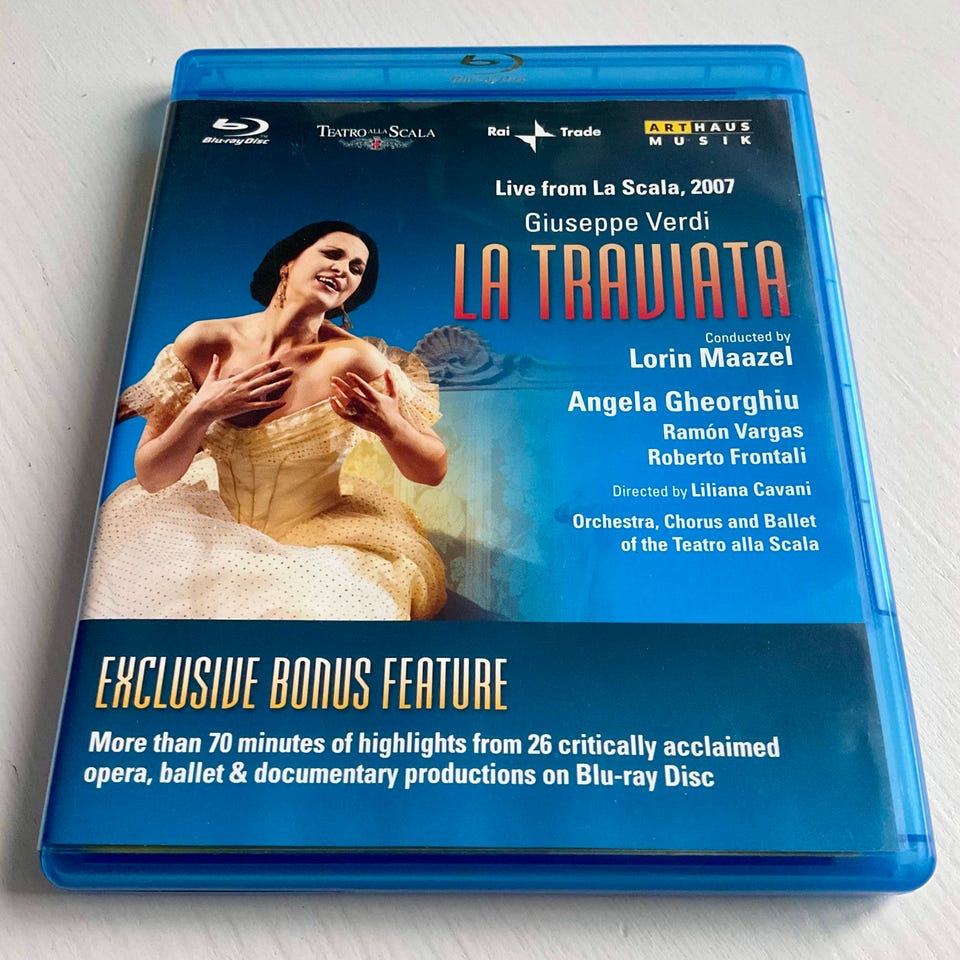 Blu-ray Disc
Blu-ray Disc
TEATRO ALLA SCALA
Rai Trade
ARTHAUS
MUSIK
Live from La Scala, 2007
Giuseppe Verdi
LA TRAVIATA
Conducted by
Lorin Maazel
Angela Gheorghiu
Ramón Vargas
Roberto Frontali
Directed by Liliana Cavani
Orchestra, Chorus and Ballet
of the Teatro alla Scala
EXCLUSIVE BONUS FEATURE
More than 70 minutes of highlights from 26 critically acclaimed
opera, ballet & documentary productions on Blu-ray Disc